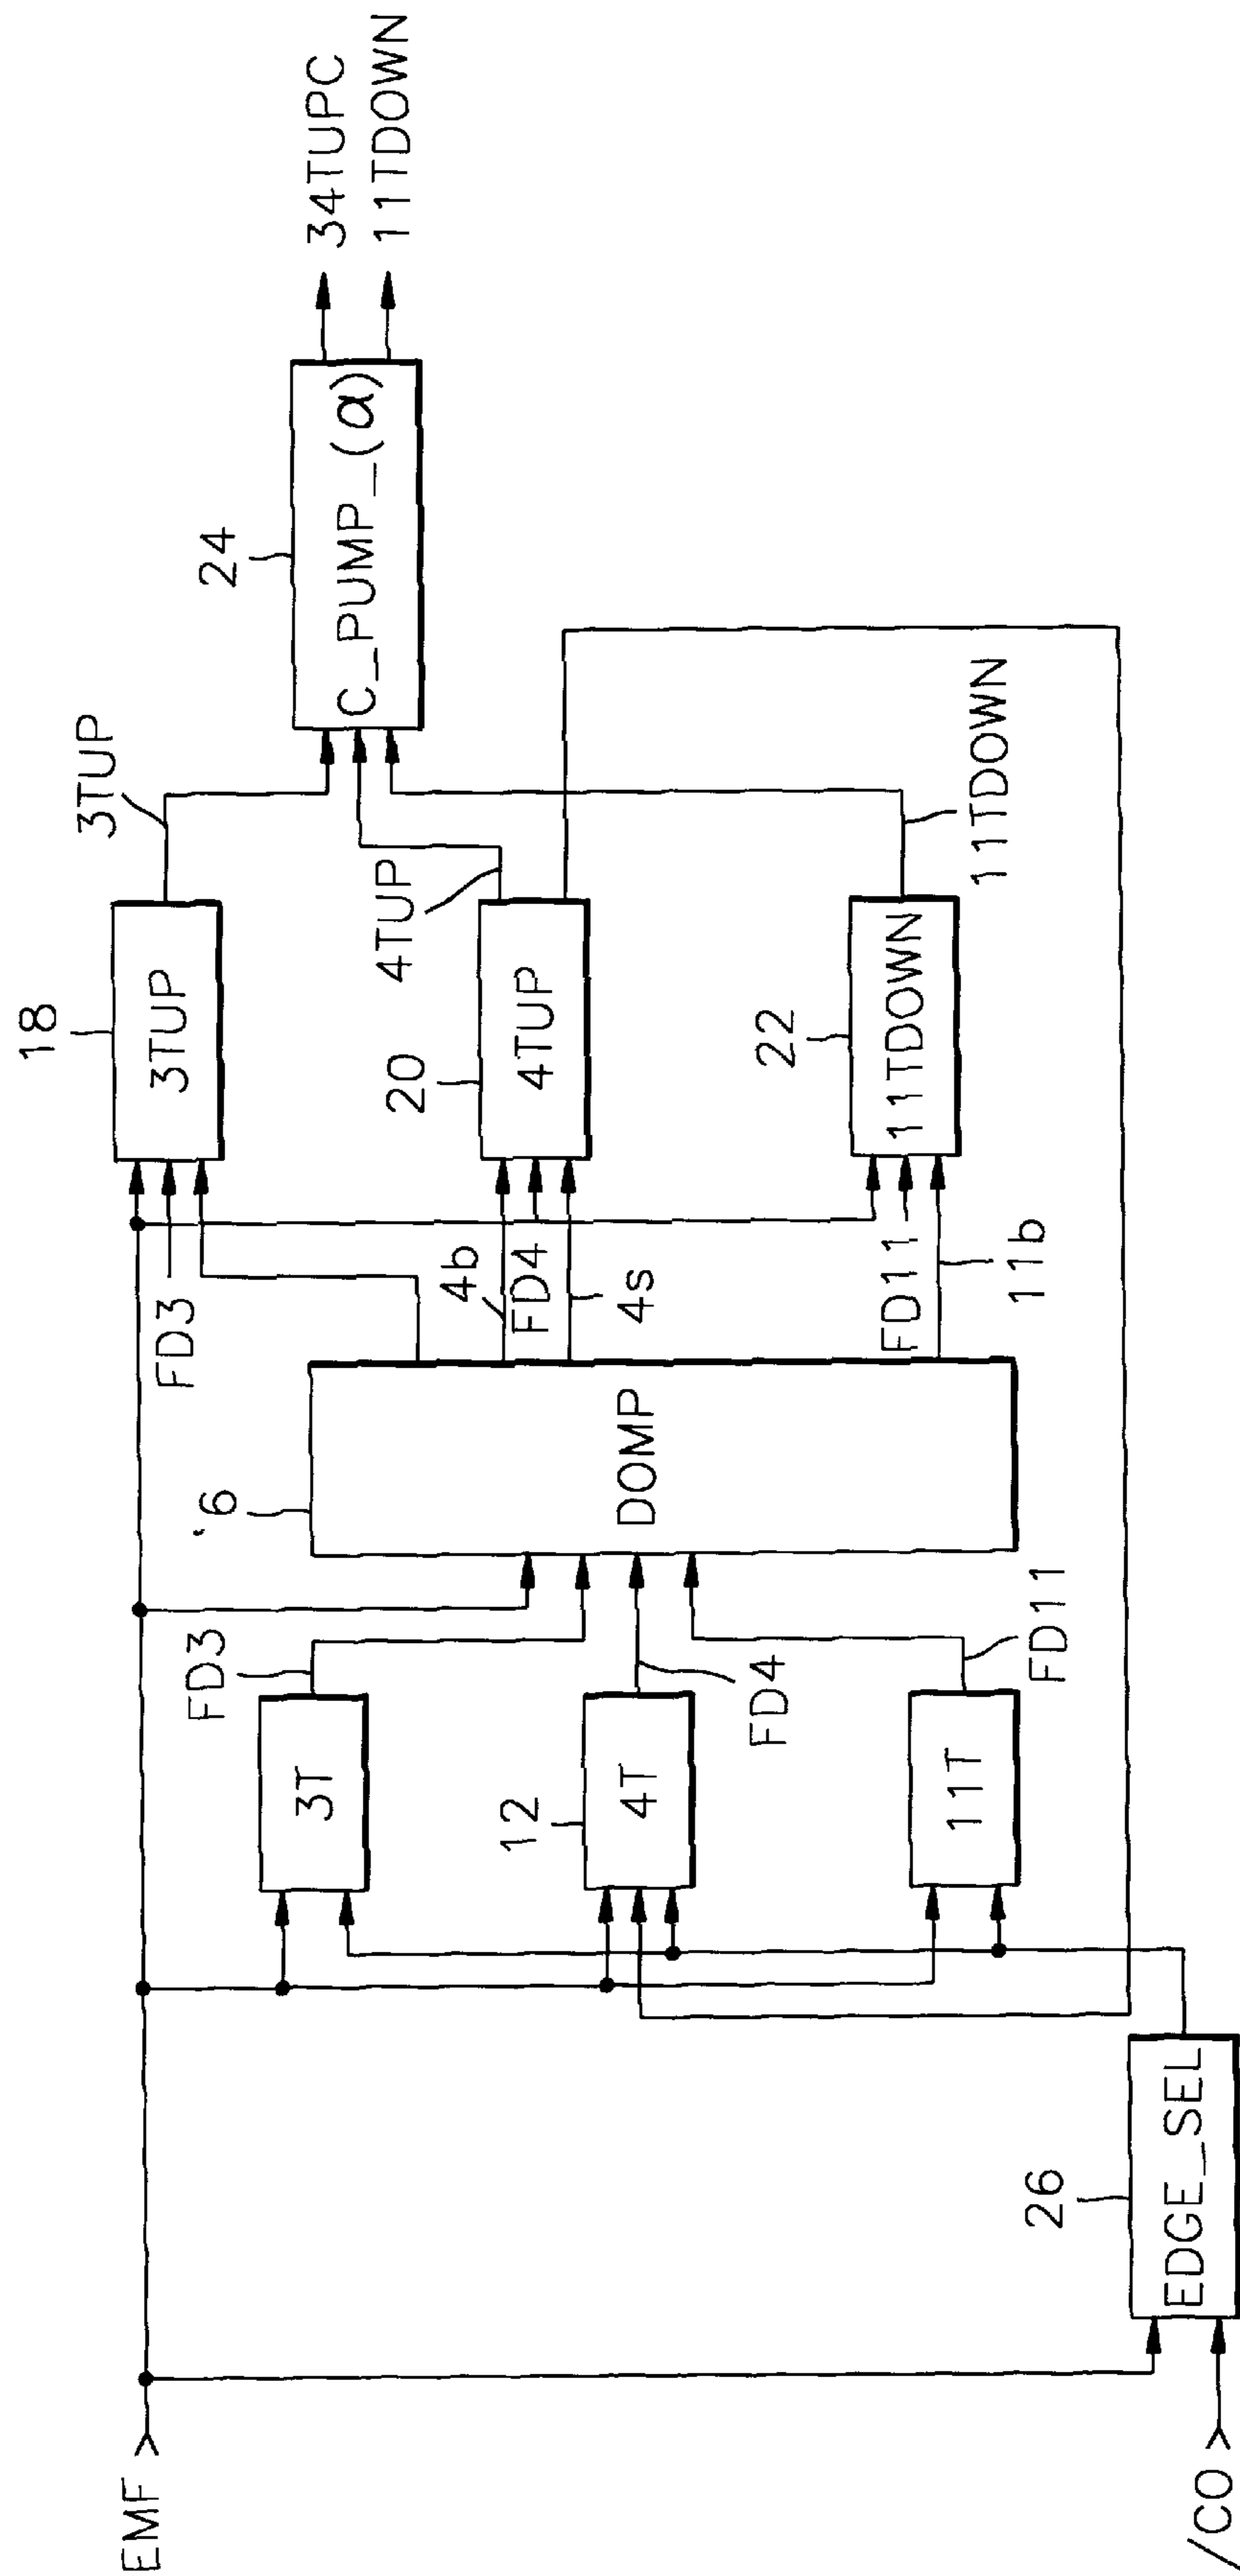 EMF
/CO
26
EDGE_SEL
3T
FD3
12
4T
FD4
11T
FD11
6
DOMP
FD3
4b
FD4
4s
FD11
11b
18
3TUP
3TUP
20
4TUP
4TUP
22
11TDOWN
11TDOWN
24
C_PUMP_(α)
34TUPC
11TDOWN